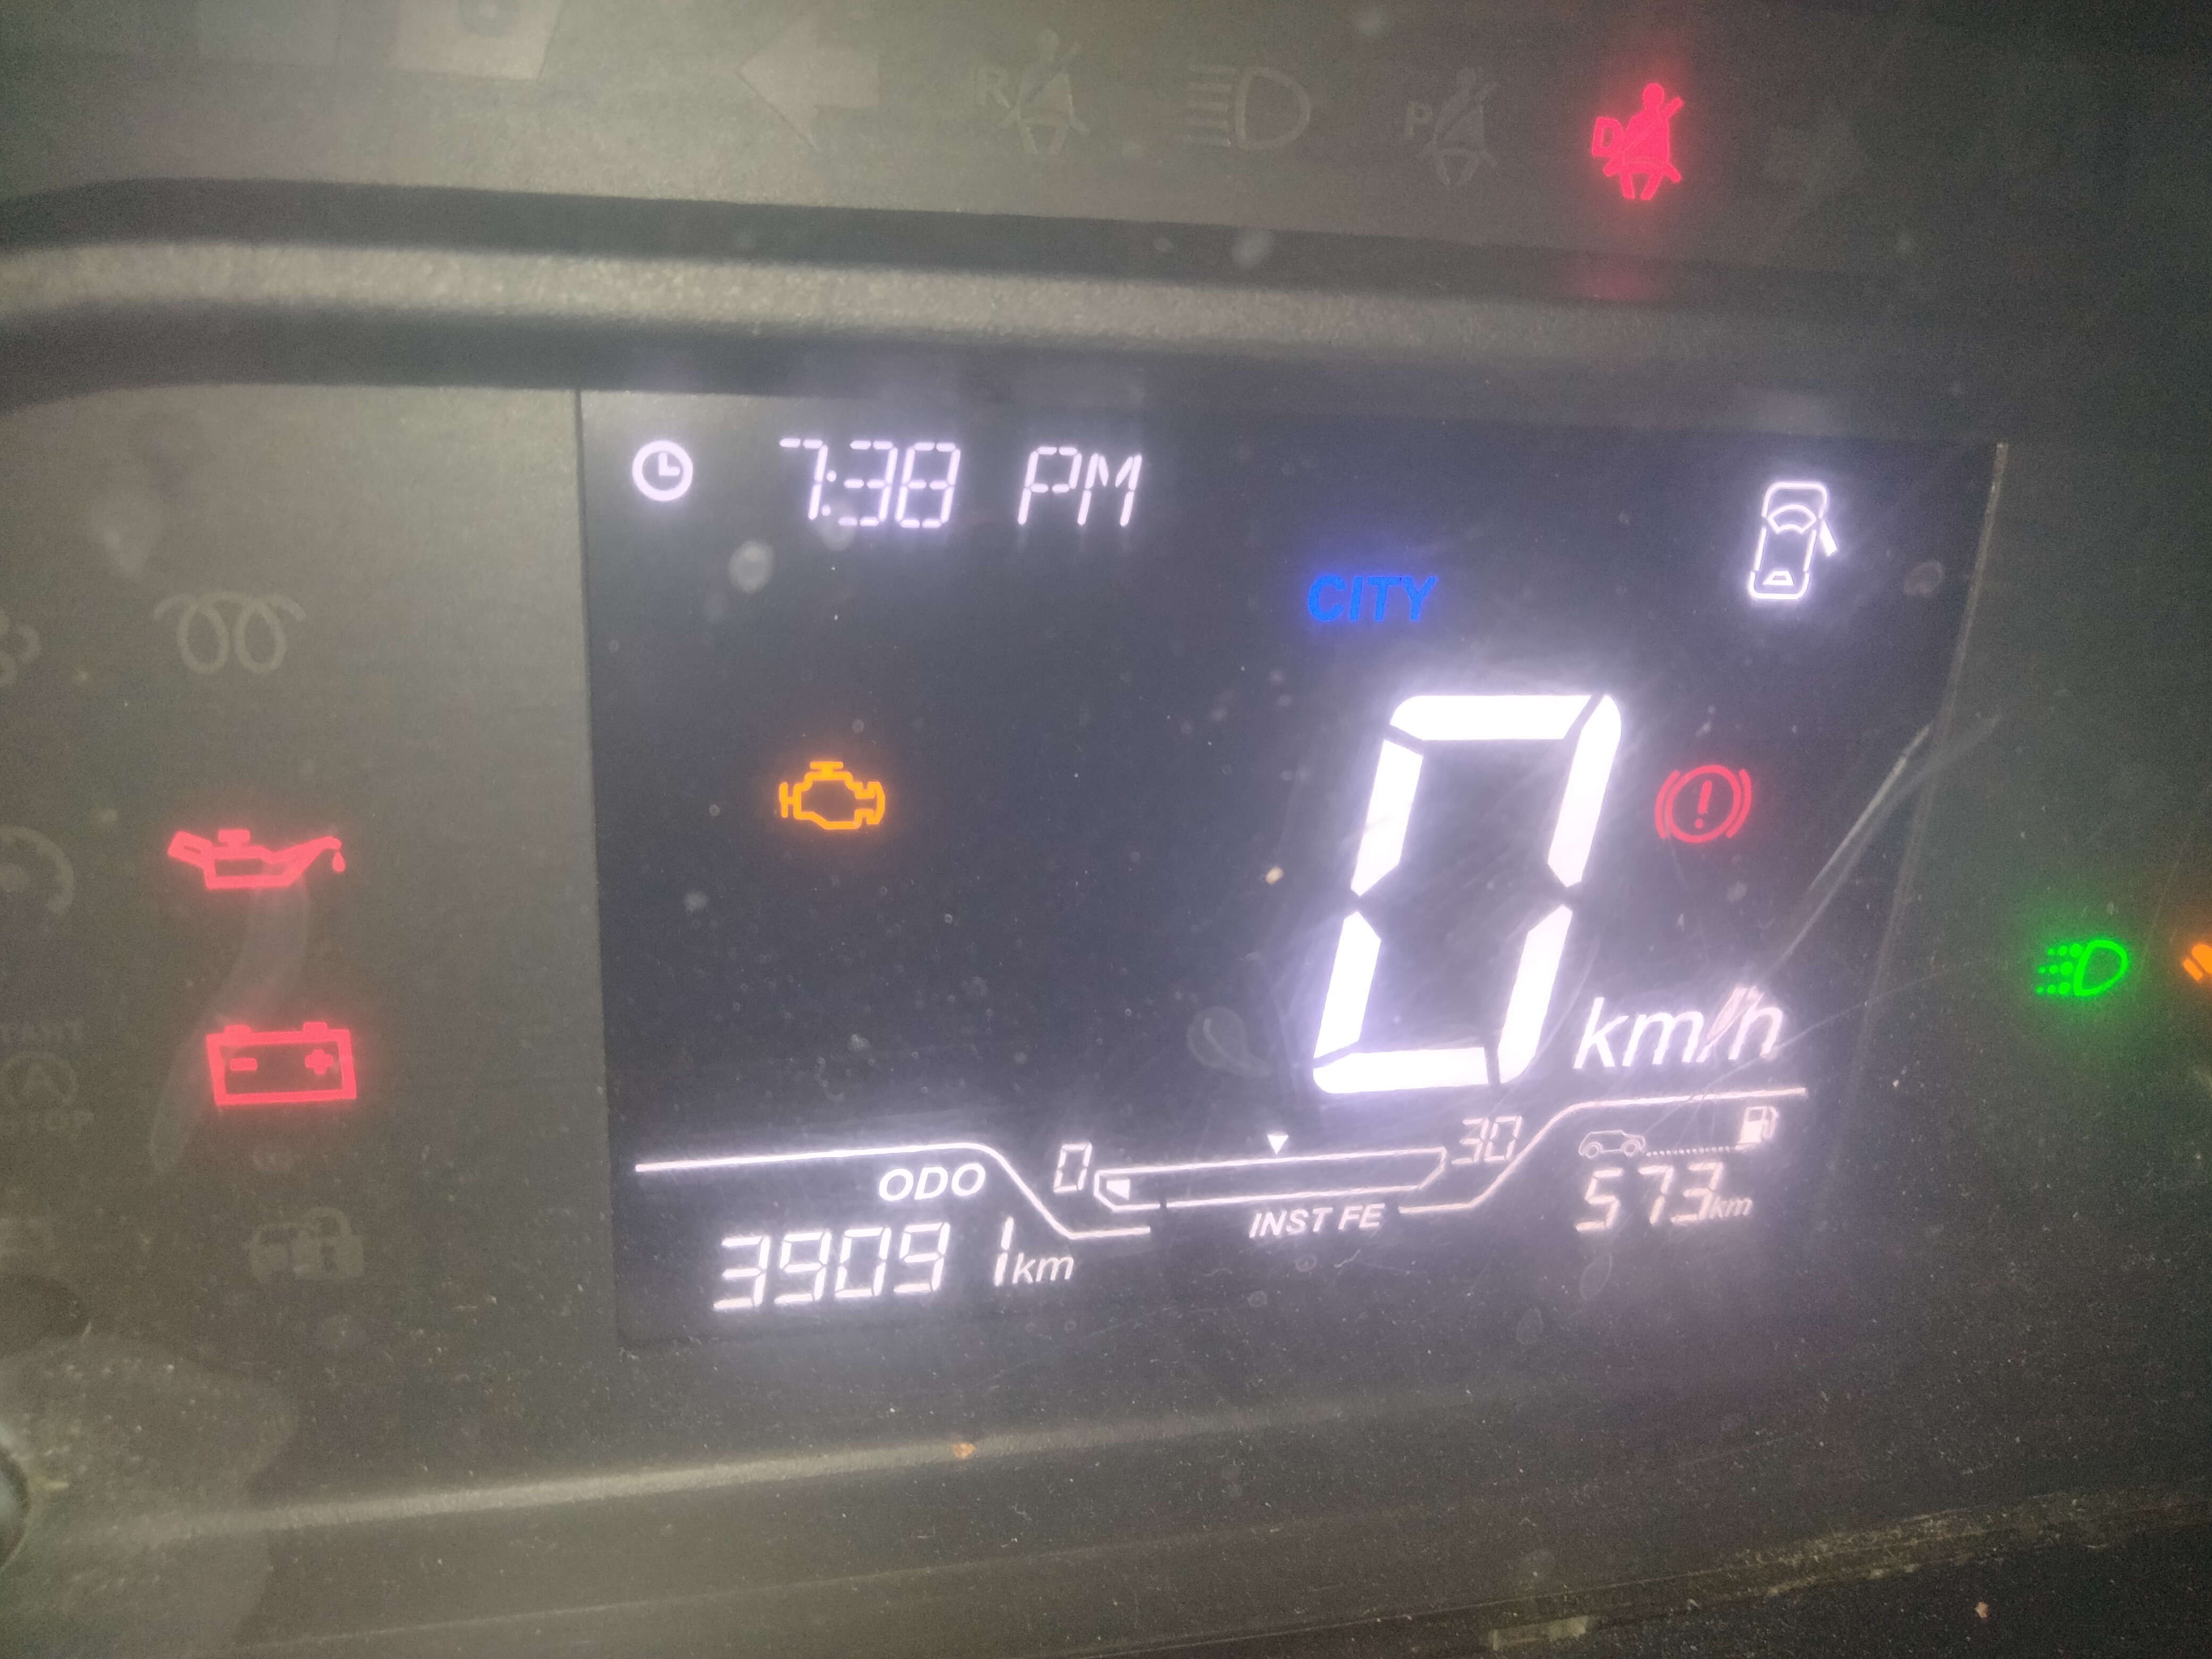 R
P
D
7:38 PM
CITY
0
km/h
ODO
0
30
39091km
INST FE
573km